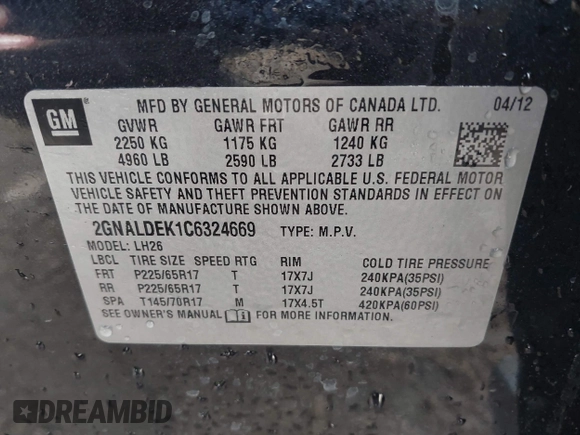 GM ® MFD BY GENERAL MOTORS OF CANADA LTD. 04/12
GVWR GAWR FRT GAWR RR
2250 KG 1175 KG 1240 KG
4960 LB 2590 LB 2733 LB
THIS VEHICLE CONFORMS TO ALL APPLICABLE U.S. FEDERAL MOTOR
VEHICLE SAFETY AND THEFT PREVENTION STANDARDS IN EFFECT ON
THE DATE OF MANUFACTURE SHOWN ABOVE.
2GNALDEK1C6324669 TYPE: M.P.V.
MODEL: LH26
LBCL TIRE SIZE SPEED RTG RIM COLD TIRE PRESSURE
FRT P225/65R17 T 17X7J 240KPA(35PSI)
RR P225/65R17 T 17X7J 240KPA(35PSI)
SPA T145/70R17 M 17X4.5T 420KPA(60PSI)
SEE OWNER'S MANUAL FOR MORE INFORMATION.
DREAMBID